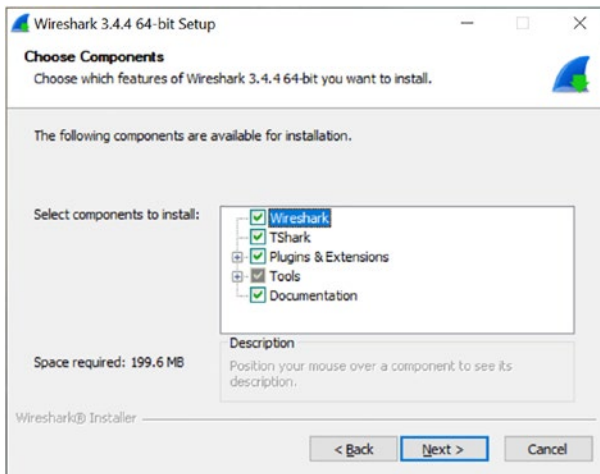 Wireshark 3.4.4 64-bit Setup
Choose Components
Choose which features of Wireshark 3.4.4 64-bit you want to install.
The following components are available for installation.
Select components to install:
Wireshark
TShark
Plugins & Extensions
Tools
Documentation
Space required: 199.6 MB
Description
Position your mouse over a component to see its
description.
Wireshark® Installer
< Back
Next >
Cancel